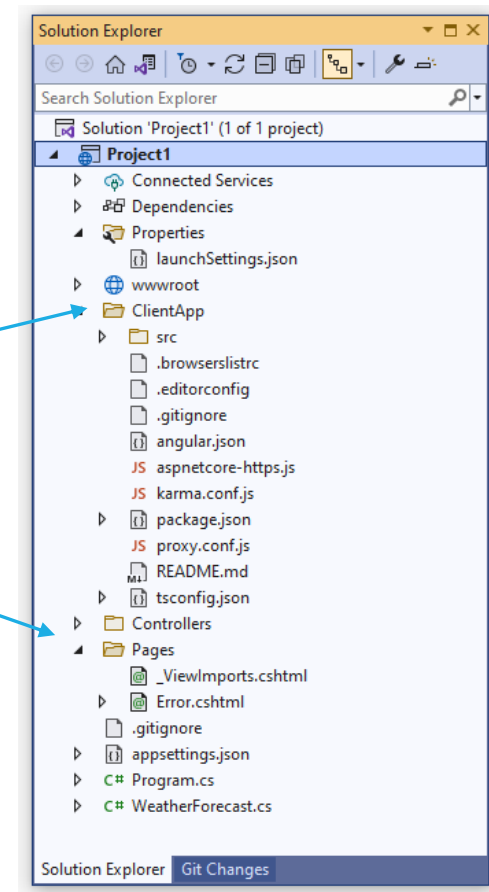 Solution Explorer
Search Solution Explorer
Solution 'Project1' (1 of 1 project)
Project1
Connected Services
Dependencies
Properties
launchSettings.json
wwwroot
ClientApp
src
.browserslistrc
.editorconfig
.gitignore
angular.json
JS aspnetcore-https.js
JS karma.conf.js
package.json
JS proxy.conf.js
M↓ README.md
tsconfig.json
Controllers
Pages
_ViewImports.cshtml
Error.cshtml
.gitignore
appsettings.json
C# Program.cs
C# WeatherForecast.cs
Solution Explorer Git Changes